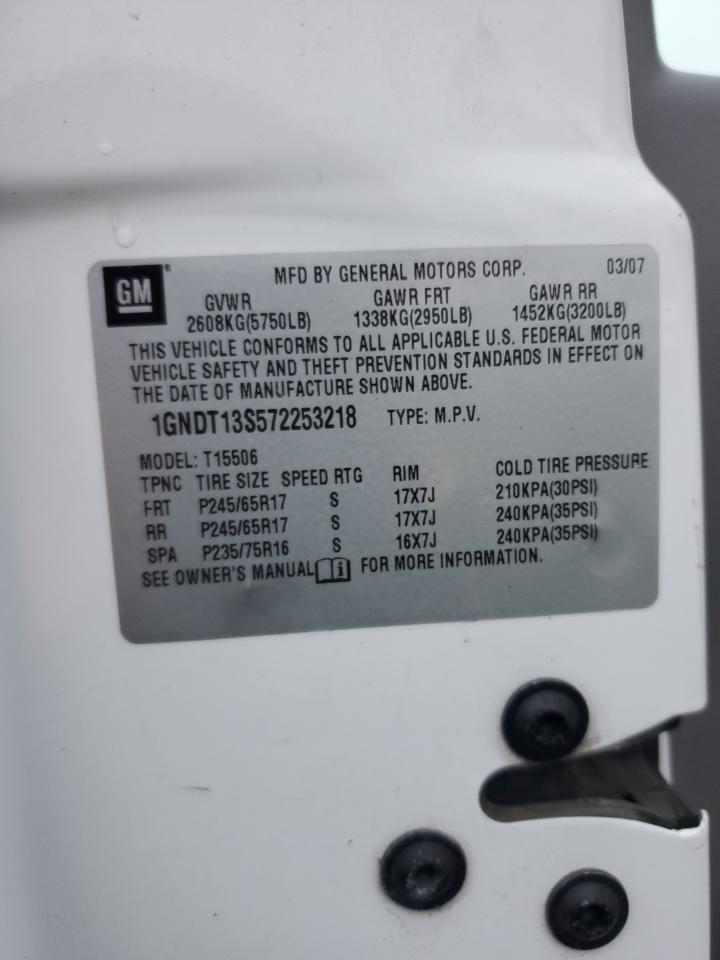 GM
MFD BY GENERAL MOTORS CORP. 03/07
GVWR GAWR FRT GAWR RR
2608KG(5750LB) 1338KG(2950LB) 1452KG(3200LB)
THIS VEHICLE CONFORMS TO ALL APPLICABLE U.S. FEDERAL MOTOR
VEHICLE SAFETY AND THEFT PREVENTION STANDARDS IN EFFECT ON
THE DATE OF MANUFACTURE SHOWN ABOVE.
1GNDT13S572253218 TYPE: M.P.V.
MODEL: T15506
TPNC TIRE SIZE SPEED RTG RIM COLD TIRE PRESSURE
FRT P245/65R17 S 17X7J 210KPA(30PSI)
RR P245/65R17 S 17X7J 240KPA(35PSI)
SPA P235/75R16 S 16X7J 240KPA(35PSI)
SEE OWNER'S MANUAL i FOR MORE INFORMATION.